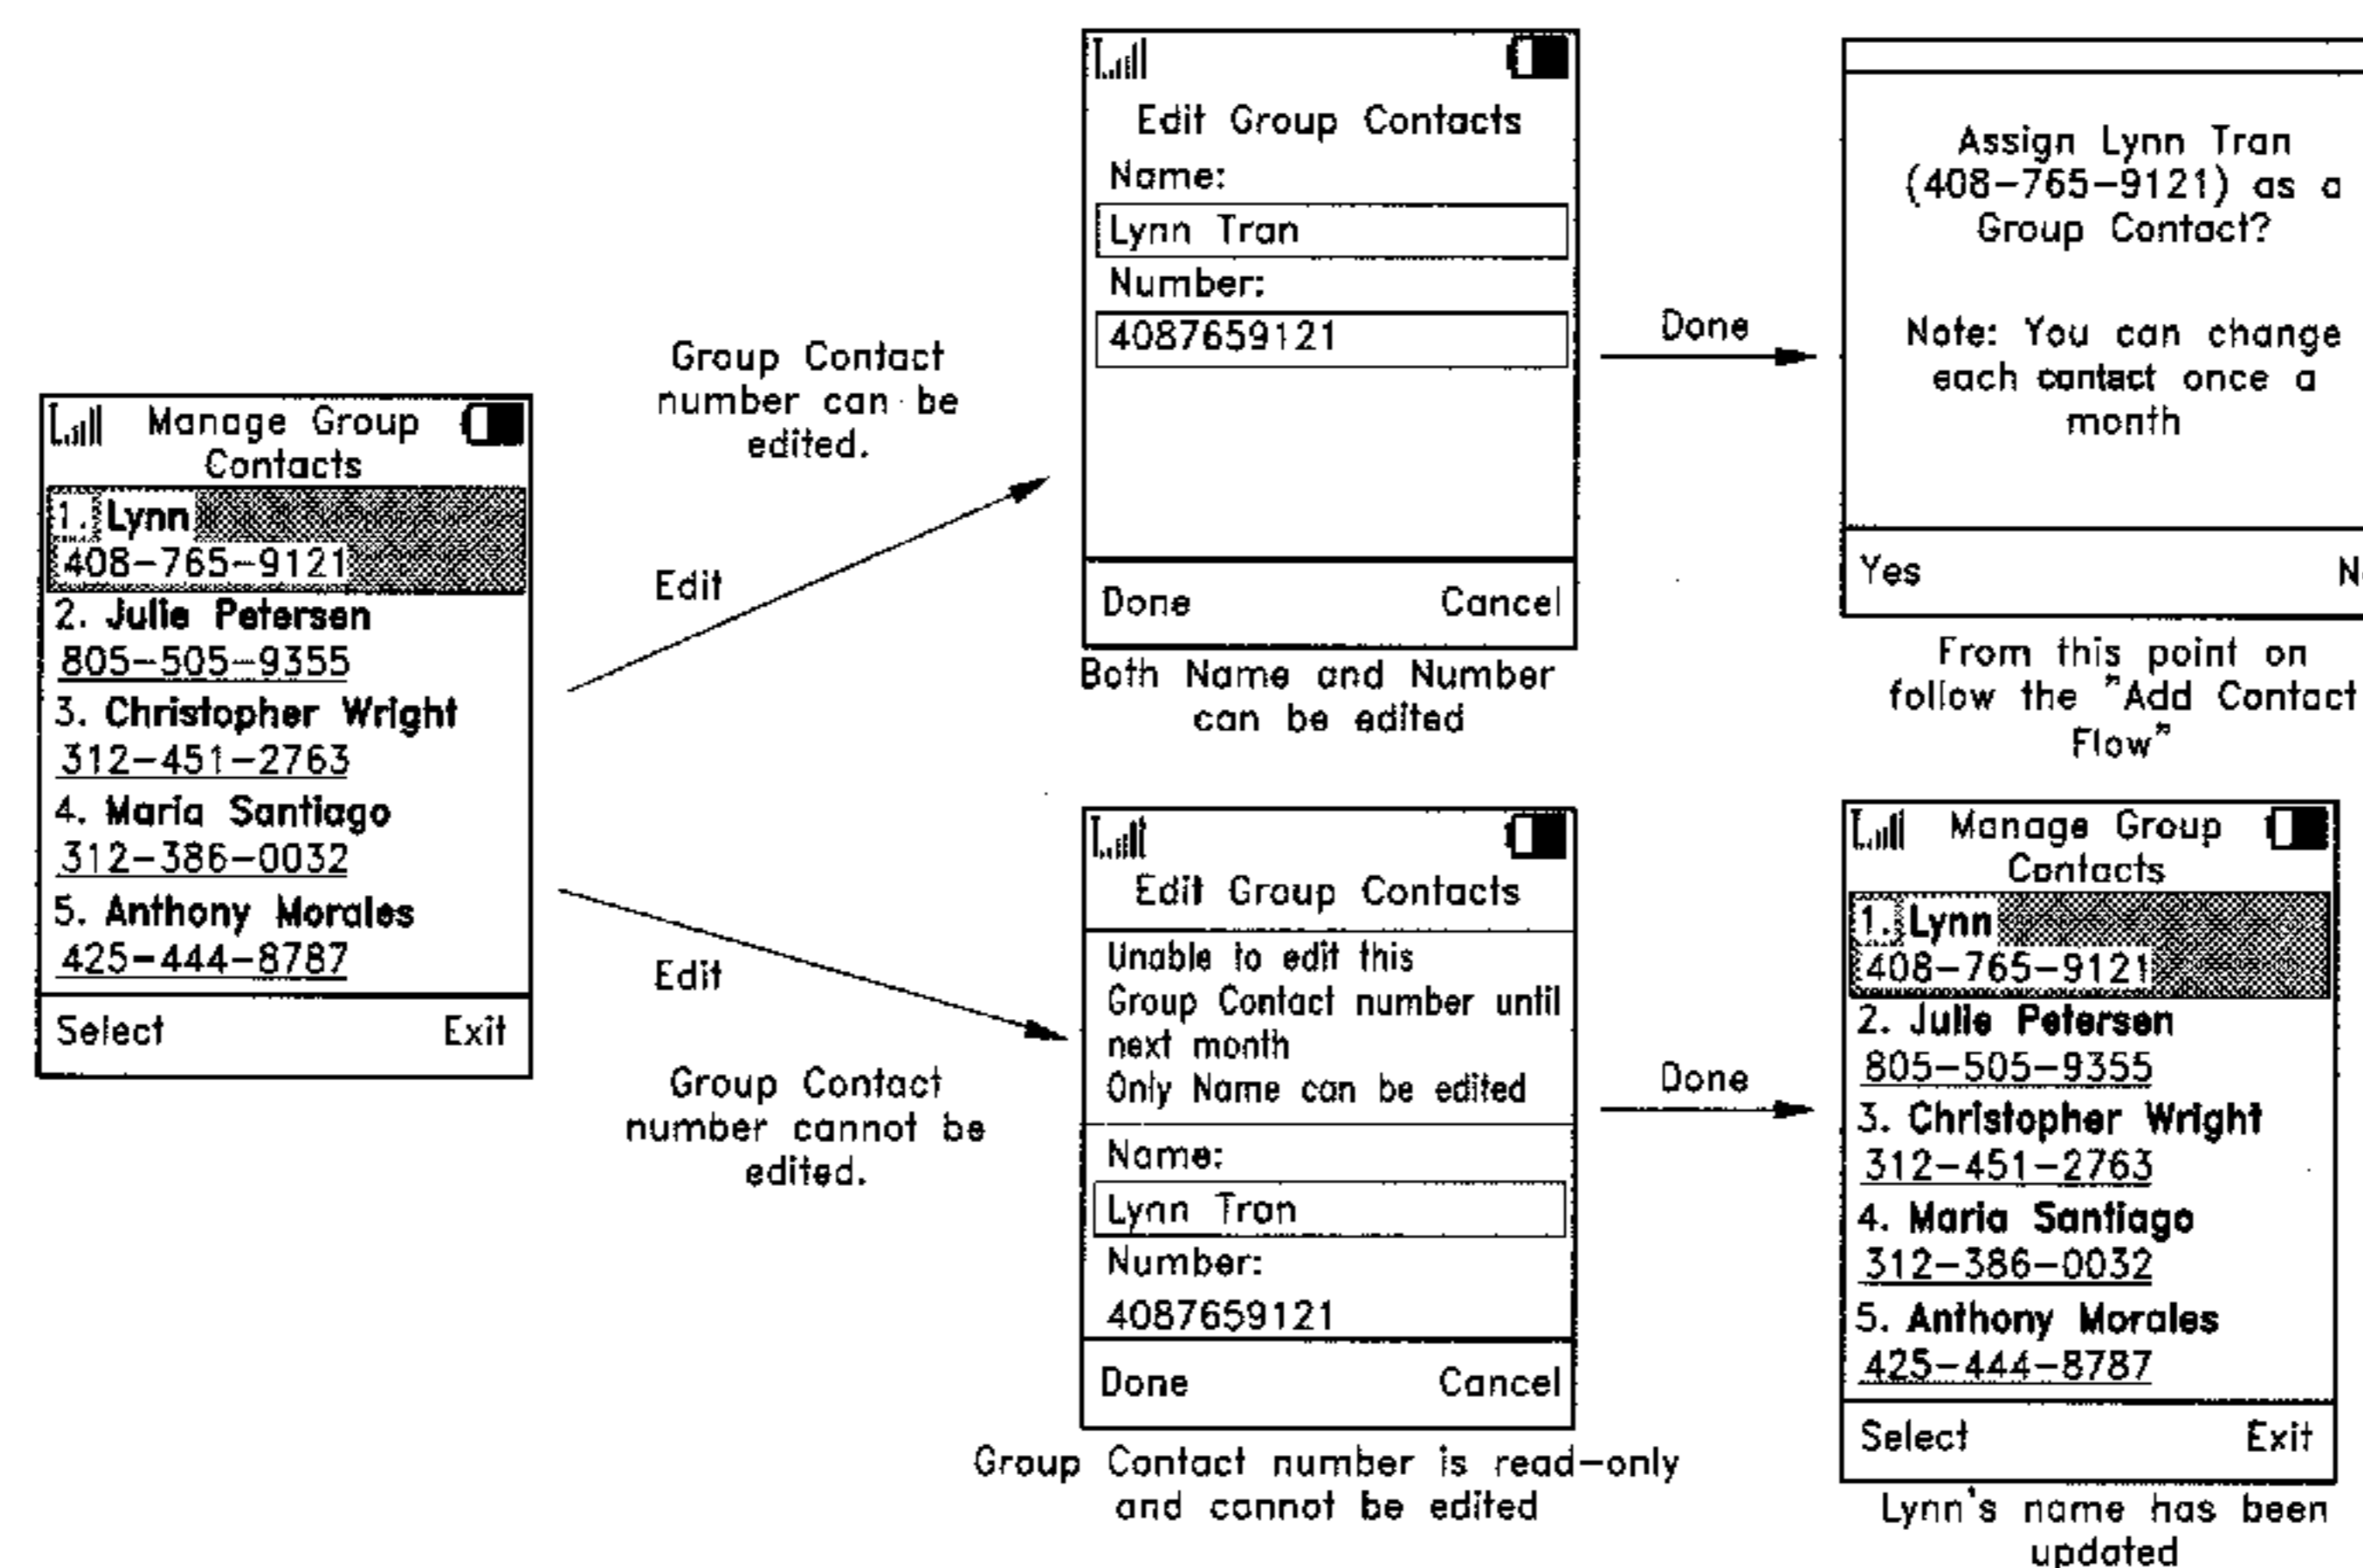 Manage Group
Contacts
1. Lynn
408-765-9121
2. Julie Petersen
805-505-9355
3. Christopher Wright
312-451-2763
4. Maria Santiago
312-386-0032
5. Anthony Morales
425-444-8787
Select Exit
Group Contact
number can be
edited.
Edit
Edit
Group Contact
number cannot be
edited.
Edit Group Contacts
Name:
Lynn Tran
Number:
4087659121
Done Cancel
Both Name and Number
can be edited
Done
Assign Lynn Tran
(408-765-9121) as a
Group Contact?
Note: You can change
each contact once a
month
Yes
From this point on
follow the "Add Contact
Flow"
Edit Group Contacts
Unable to edit this
Group Contact number until
next month
Only Name can be edited
Name:
Lynn Tran
Number:
4087659121
Done Cancel
Group Contact number is read-only
and cannot be edited
Done
Manage Group
Contacts
1. Lynn
408-765-9121
2. Julie Petersen
805-505-9355
3. Christopher Wright
312-451-2763
4. Maria Santiago
312-386-0032
5. Anthony Morales
425-444-8787
Select Exit
Lynn's name has been
updated